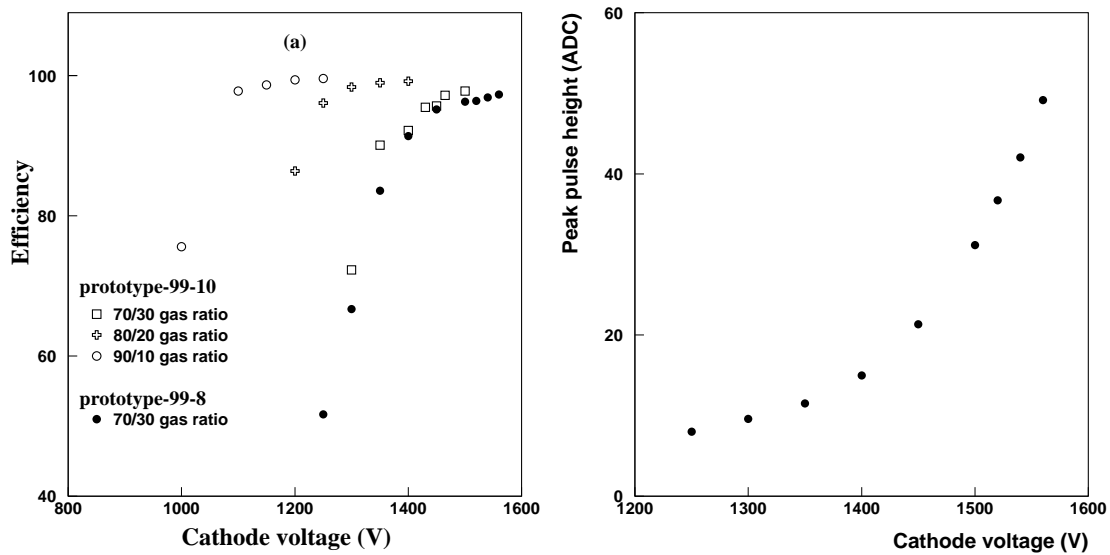 (a)
Efficiency
100
80
60
40
prototype-99-10
70/30 gas ratio
80/20 gas ratio
90/10 gas ratio
prototype-99-8
70/30 gas ratio
800 1000 1200 1400 1600
Cathode voltage (V)
Peak pulse height (ADC)
60
40
20
0
1200 1300 1400 1500 1600
Cathode voltage (V)